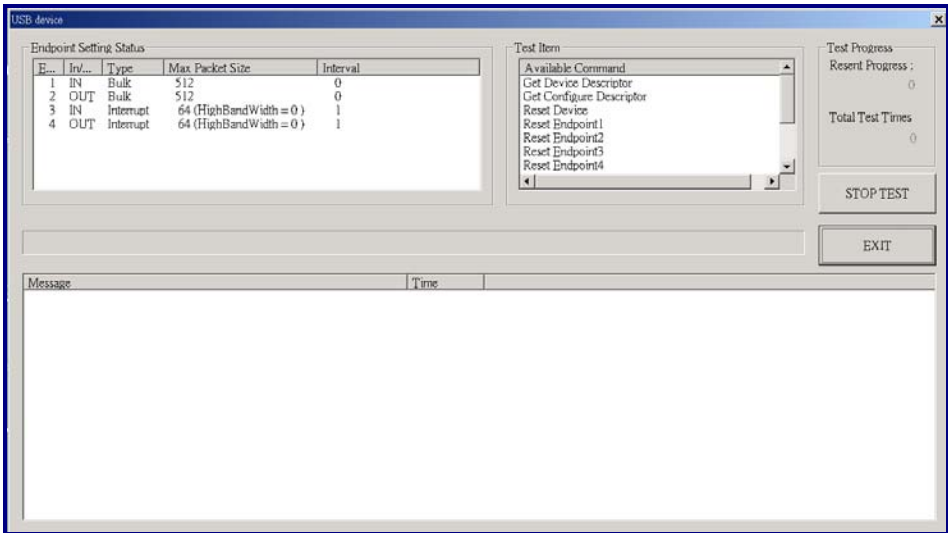 USB device
Endpoint Setting Status
E... In/... Type Max Packet Size Interval
1 IN Bulk 512 0
2 OUT Bulk 512 0
3 IN Interrupt 64 (HighBandWidth = 0 ) 1
4 OUT Interrupt 64 (HighBandWidth = 0 ) 1
Test Item
Available Command
Get Device Descriptor
Get Configure Descriptor
Reset Device
Reset Endpoint1
Reset Endpoint2
Reset Endpoint3
Reset Endpoint4
Test Progress
Resent Progress :
0
Total Test Times
0
STOP TEST
EXIT
Message Time